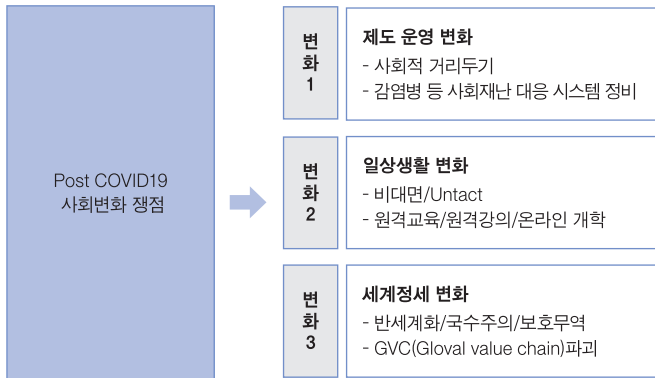 Post COVID19
사회변화 쟁점
변화1
제도 운영 변화
- 사회적 거리두기
- 감염병 등 사회재난 대응 시스템 정비
변화2
일상생활 변화
- 비대면/Untact
- 원격교육/원격강의/온라인 개학
변화3
세계정세 변화
- 반세계화/국수주의/보호무역
- GVC(Gloval value chain)파괴